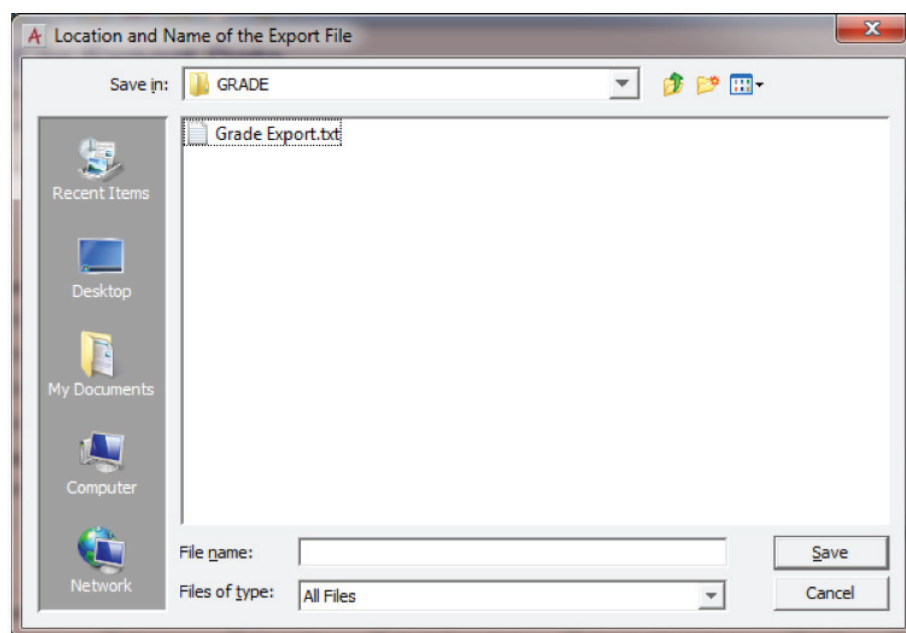 Location and Name of the Export File
Save in: GRADE
Grade Export.txt
Recent Items
Desktop
My Documents
Computer
Network
File name: Save
Files of type: All Files Cancel